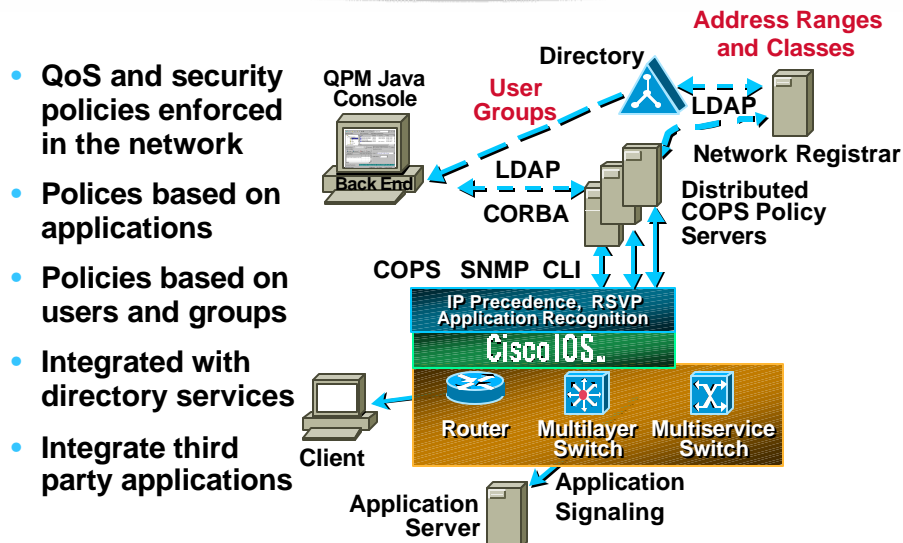 • QoS and security
policies enforced
in the network
• Polices based on
applications
• Policies based on
users and groups
• Integrated with
directory services
• Integrate third
party applications
Address Ranges
and Classes
Directory
QPM Java
Console
User
Groups
LDAP
Network Registrar
Back End
LDAP
CORBA
Distributed
COPS Policy
Servers
COPS SNMP CLI
IP Precedence, RSVP
Application Recognition
Cisco IOS™
Router
Multilayer
Switch
Multiservice
Switch
Client
Application
Server
Application
Signaling